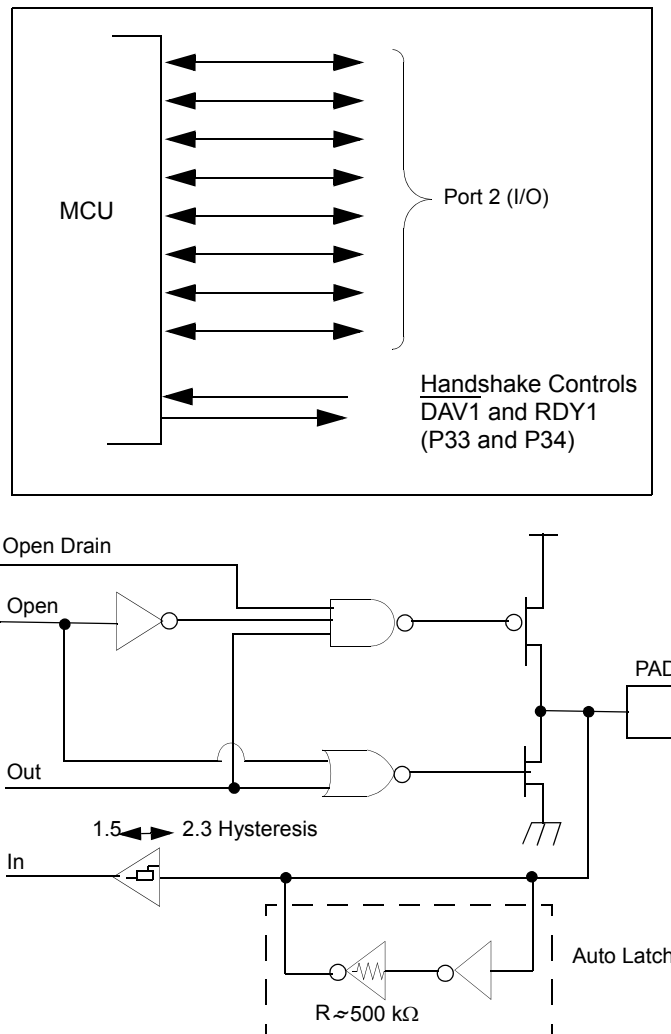 MCU
Port 2 (I/O)
Handshake Controls
DAV1 and RDY1
(P33 and P34)
Open Drain
Open
PAD
Out
1.5 2.3 Hysteresis
In
Auto Latch
R ≈ 500 kΩ